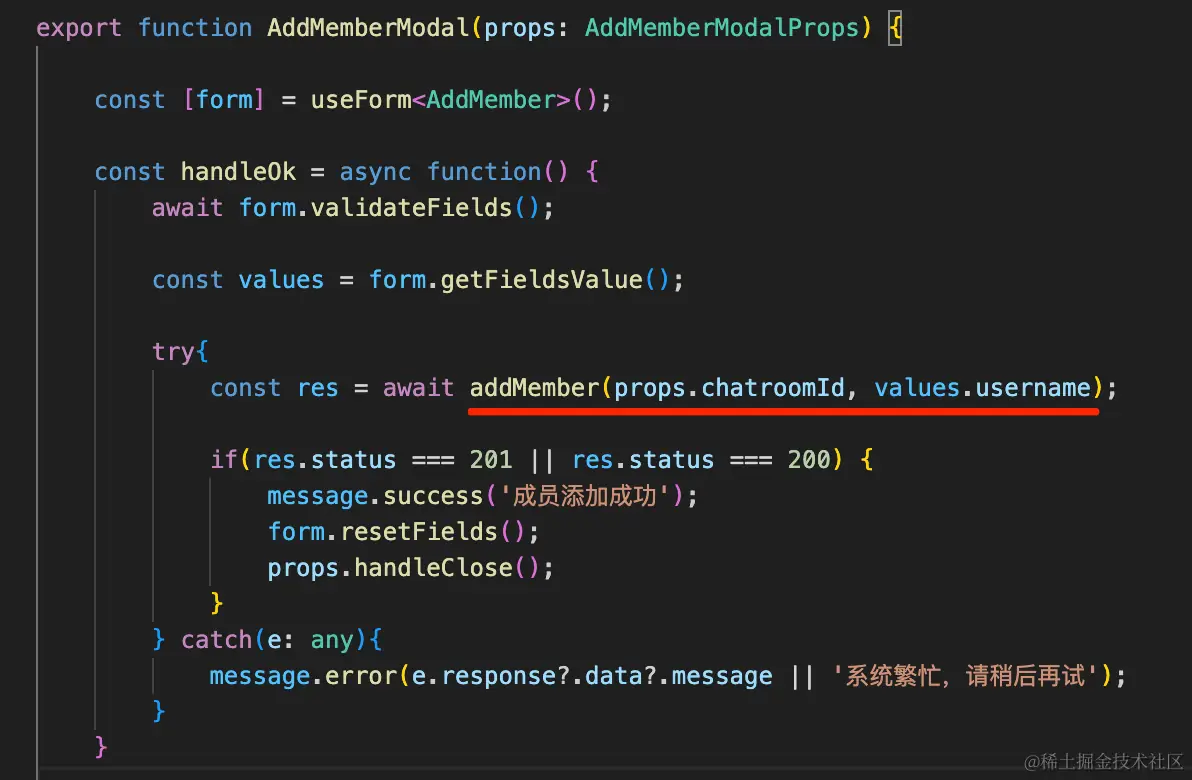 export function AddMemberModal(props: AddMemberModalProps) {
const [form] = useForm<AddMember>();
const handleOk = async function() {
await form.validateFields();
const values = form.getFieldsValue();
try{
const res = await addMember(props.chatroomId, values.username);
if(res.status === 201 || res.status === 200) {
message.success('成员添加成功');
form.resetFields();
props.handleClose();
}
} catch(e: any){
message.error(e.response?.data?.message || '系统繁忙，请稍后再试');
}
}
@稀土掘金技术社区